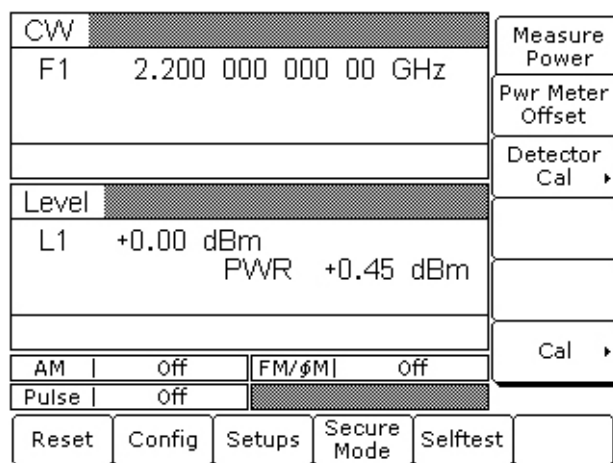 CW
F1 2.200 000 000 00 GHz
Level
L1 +0.00 dBm
PWR +0.45 dBm
AM | Off
FM/ɸM| Off
Pulse | Off
Measure
Power
Pwr Meter
Offset
Detector
Cal ▸
Cal ▸
Reset
Config
Setups
Secure
Mode
Selftest